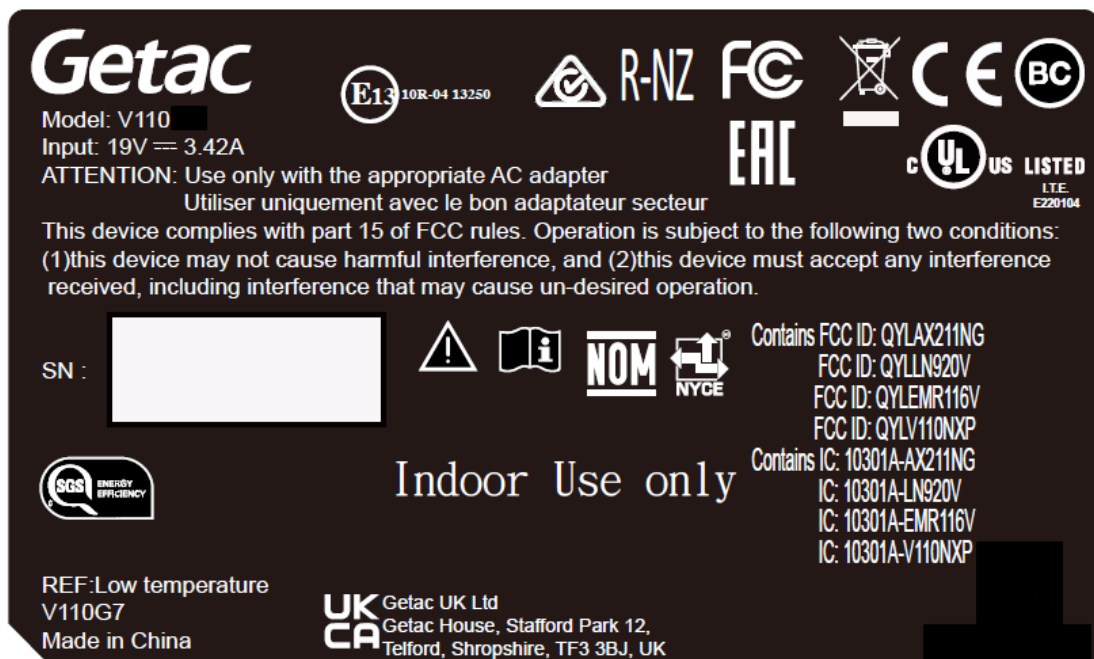 Getac
E13 10R-04 13250
R-NZ
FC
CE
BC
EAC
Model: V110
Input: 19V 3.42A
C UL US LISTED
I.T.E.
E220104
ATTENTION: Use only with the appropriate AC adapter
Utiliser uniquement avec le bon adaptateur secteur
This device complies with part 15 of FCC rules. Operation is subject to the following two conditions:
(1)this device may not cause harmful interference, and (2)this device must accept any interference
received, including interference that may cause un-desired operation.
SN :
NOM
NYCE
Contains FCC ID: QYLAX211NG
FCC ID: QYLLN920V
FCC ID: QYLEMR116V
FCC ID: QYLV110NXP
Contains IC: 10301A-AX211NG
IC: 10301A-LN920V
IC: 10301A-EMR116V
IC: 10301A-V110NXP
SGS ENERGY
EFFICIENCY
Indoor Use only
REF:Low temperature
V110G7
Made in China
UK
CA
Getac UK Ltd
Getac House, Stafford Park 12,
Telford, Shropshire, TF3 3BJ, UK